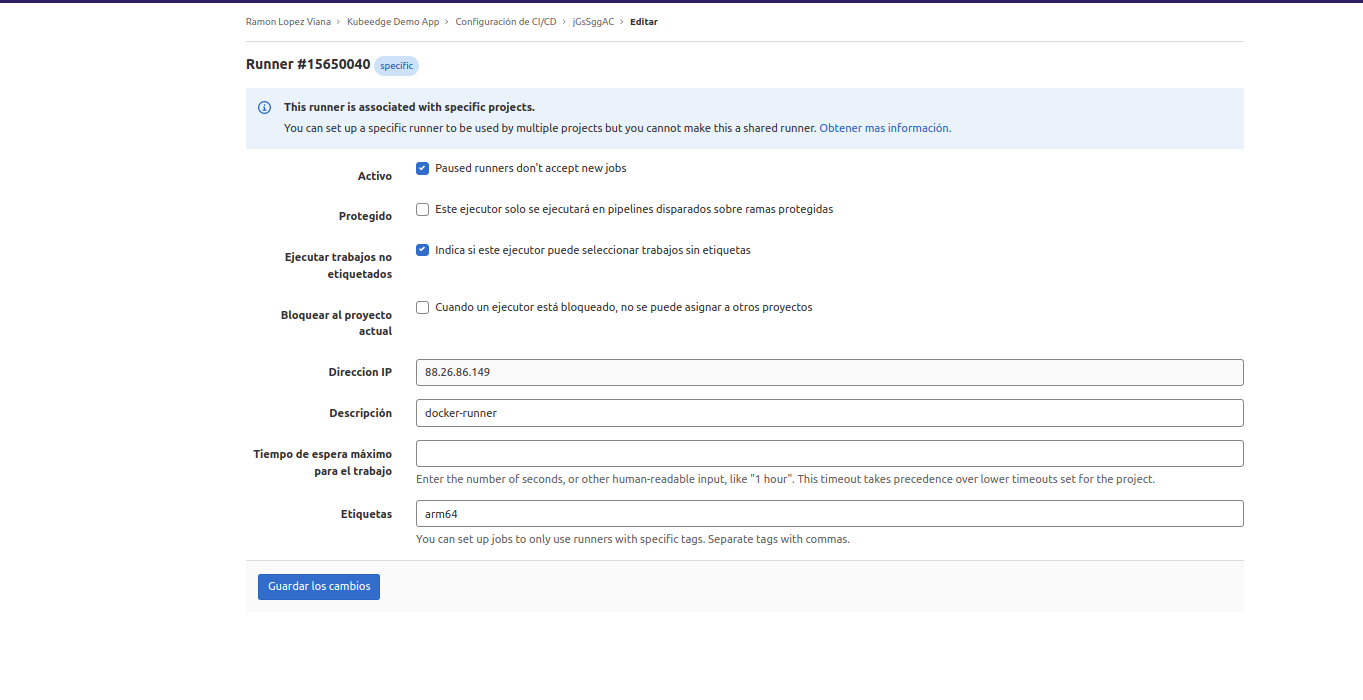 Ramon Lopez Viana › Kubeedge Demo App › Configuración de CI/CD › jGsSggAC › Editar
Runner #15650040 specific
This runner is associated with specific projects.
You can set up a specific runner to be used by multiple projects but you cannot make this a shared runner. Obtener mas información.
Activo
Paused runners don't accept new jobs
Protegido
Este ejecutor solo se ejecutará en pipelines disparados sobre ramas protegidas
Ejecutar trabajos no
etiquetados
Indica si este ejecutor puede seleccionar trabajos sin etiquetas
Bloquear al proyecto
actual
Cuando un ejecutor está bloqueado, no se puede asignar a otros proyectos
Direccion IP
88.26.86.149
Descripción
docker-runner
Tiempo de espera máximo
para el trabajo
Enter the number of seconds, or other human-readable input, like "1 hour". This timeout takes precedence over lower timeouts set for the project.
Etiquetas
arm64
You can set up jobs to only use runners with specific tags. Separate tags with commas.
Guardar los cambios